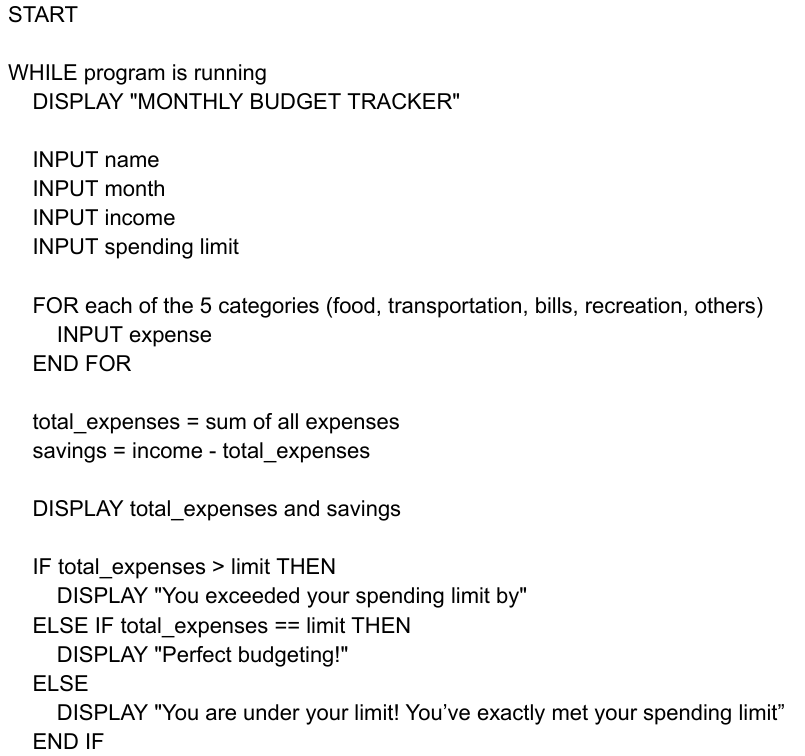 START
WHILE program is running
DISPLAY "MONTHLY BUDGET TRACKER"
INPUT name
INPUT month
INPUT income
INPUT spending limit
FOR each of the 5 categories (food, transportation, bills, recreation, others)
INPUT expense
END FOR
total_expenses = sum of all expenses
savings = income - total_expenses
DISPLAY total_expenses and savings
IF total_expenses > limit THEN
DISPLAY "You exceeded your spending limit by"
ELSE IF total_expenses == limit THEN
DISPLAY "Perfect budgeting!"
ELSE
DISPLAY "You are under your limit! You’ve exactly met your spending limit”
END IF